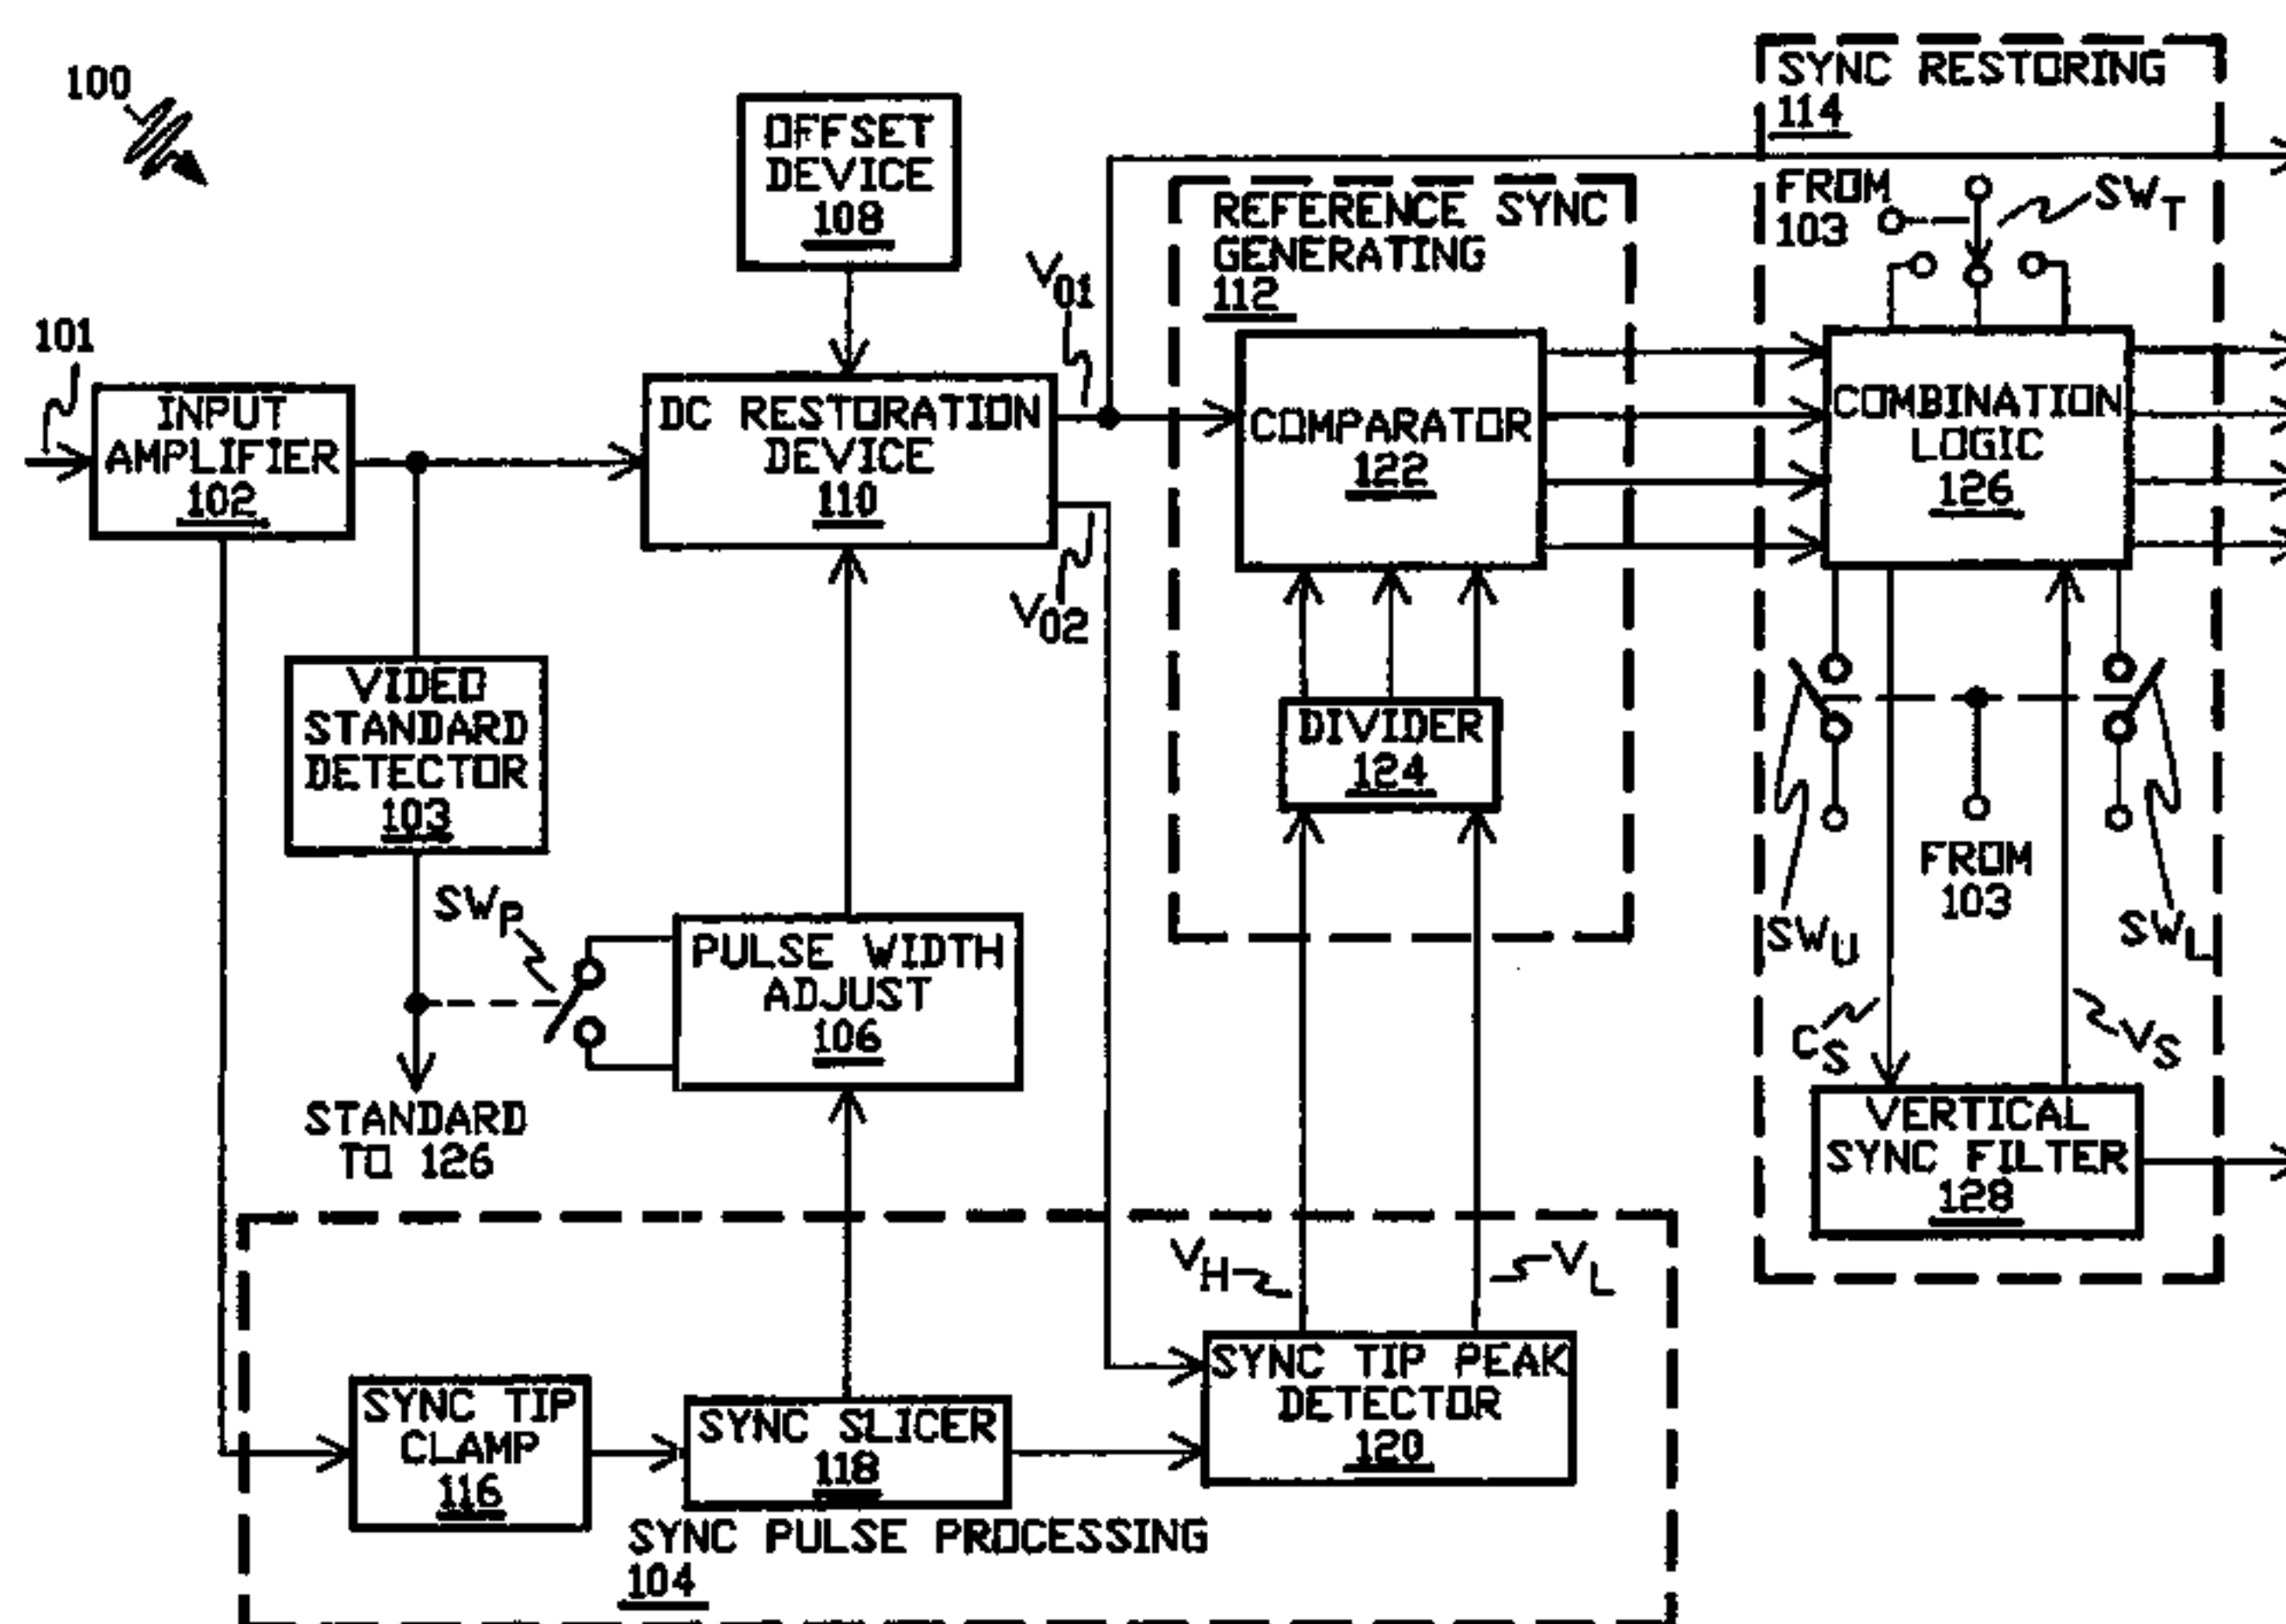 100
SYNC RESTORING
114
OFFSET
DEVICE
108
FROM
103
SW_T
REFERENCE SYNC
GENERATING
112
V_01
101
INPUT
AMPLIFIER
102
DC RESTORATION
DEVICE
110
COMPARATOR
122
COMBINATION
LOGIC
126
V_02
VIDEO
STANDARD
DETECTOR
103
DIVIDER
124
FROM
103
SW_P
SW_U
SW_L
PULSE WIDTH
ADJUST
106
C_S
V_S
STANDARD
TO 126
VERTICAL
SYNC FILTER
128
V_H
V_L
SYNC TIP
CLAMP
116
SYNC SLICER
118
SYNC TIP PEAK
DETECTOR
120
SYNC PULSE PROCESSING
104